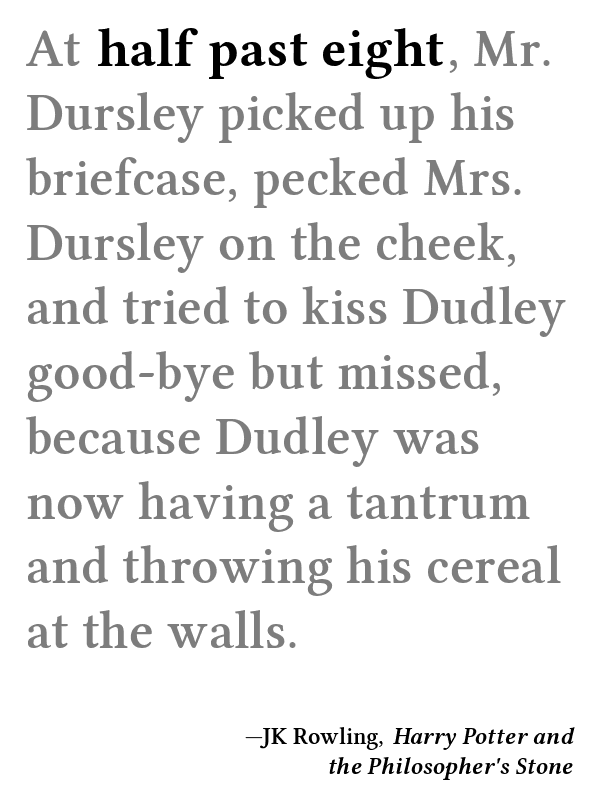 At half past eight, Mr.
Dursley picked up his
briefcase, pecked Mrs.
Dursley on the cheek,
and tried to kiss Dudley
good-bye but missed,
because Dudley was
now having a tantrum
and throwing his cereal
at the walls.
—JK Rowling, Harry Potter and
the Philosopher's Stone